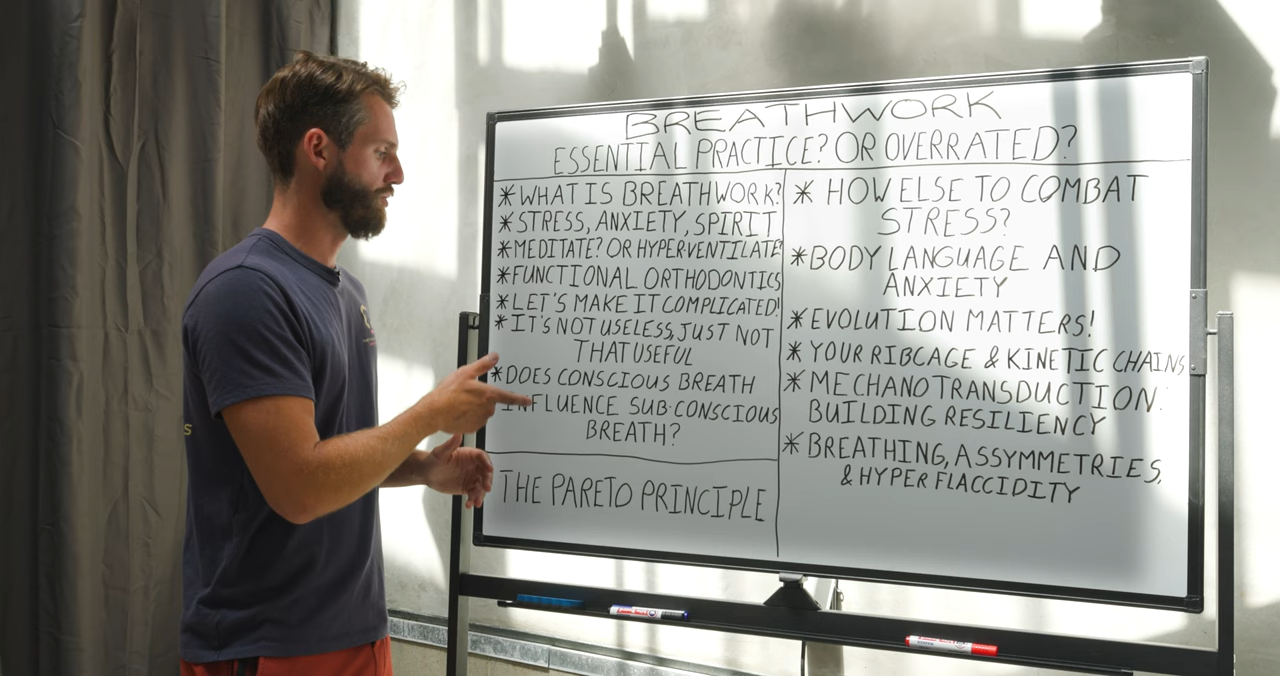 BREATHWORK
ESSENTIAL PRACTICE? OR OVERRATED?
* WHAT IS BREATHWORK?
* STRESS, ANXIETY, SPIRIT
* MEDITATE? OR HYPER-VENTILATE?
* FUNCTIONAL ORTHODONTICS
* LET'S MAKE IT COMPLICATED!
* IT'S NOT USELESS, JUST NOT
THAT USEFUL
* DOES CONSCIOUS BREATH
INFLUENCE SUB-CONSCIOUS
BREATH?
THE PARETO PRINCIPLE
* HOW ELSE TO COMBAT
STRESS?
* BODY LANGUAGE AND
ANXIETY
* EVOLUTION MATTERS!
* YOUR RIBCAGE & KINETIC CHAINS
* MECHANOTRANSDUCTION:
BUILDING RESILIENCY
* BREATHING, ASSYMMETRIES,
& HYPER FLACCIDITY